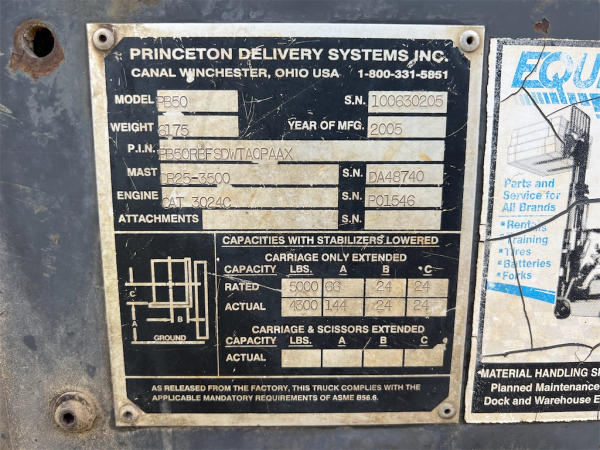 PRINCETON DELIVERY SYSTEMS, INC.
CANAL WINCHESTER, OHIO USA 1-800-331-5851
MODEL PB50 S.N. 100630205
WEIGHT 6175 YEAR OF MFG. 2005
P.I.N. PB50RBFSDWTA0PAAX
MAST DR25-3500 S.N. DA48740
ENGINE CAT 3024C S.N. P01546
ATTACHMENTS S.N.
CAPACITIES WITH STABILIZERS LOWERED
CARRIAGE ONLY EXTENDED
CAPACITY LBS. A B C
RATED 5000 66 24 24
ACTUAL 4300 144 24 24
CARRIAGE & SCISSORS EXTENDED
CAPACITY LBS. A B C
ACTUAL
C
B
A
GROUND
AS RELEASED FROM THE FACTORY, THIS TRUCK COMPLIES WITH THE
APPLICABLE MANDATORY REQUIREMENTS OF ASME B56.6.
EQUI
Parts and
Service for
All Brands
• Rentals
• Training
• Tires
• Batteries
• Forks
MATERIAL HANDLING
Planned Maintenance
Dock and Warehouse E